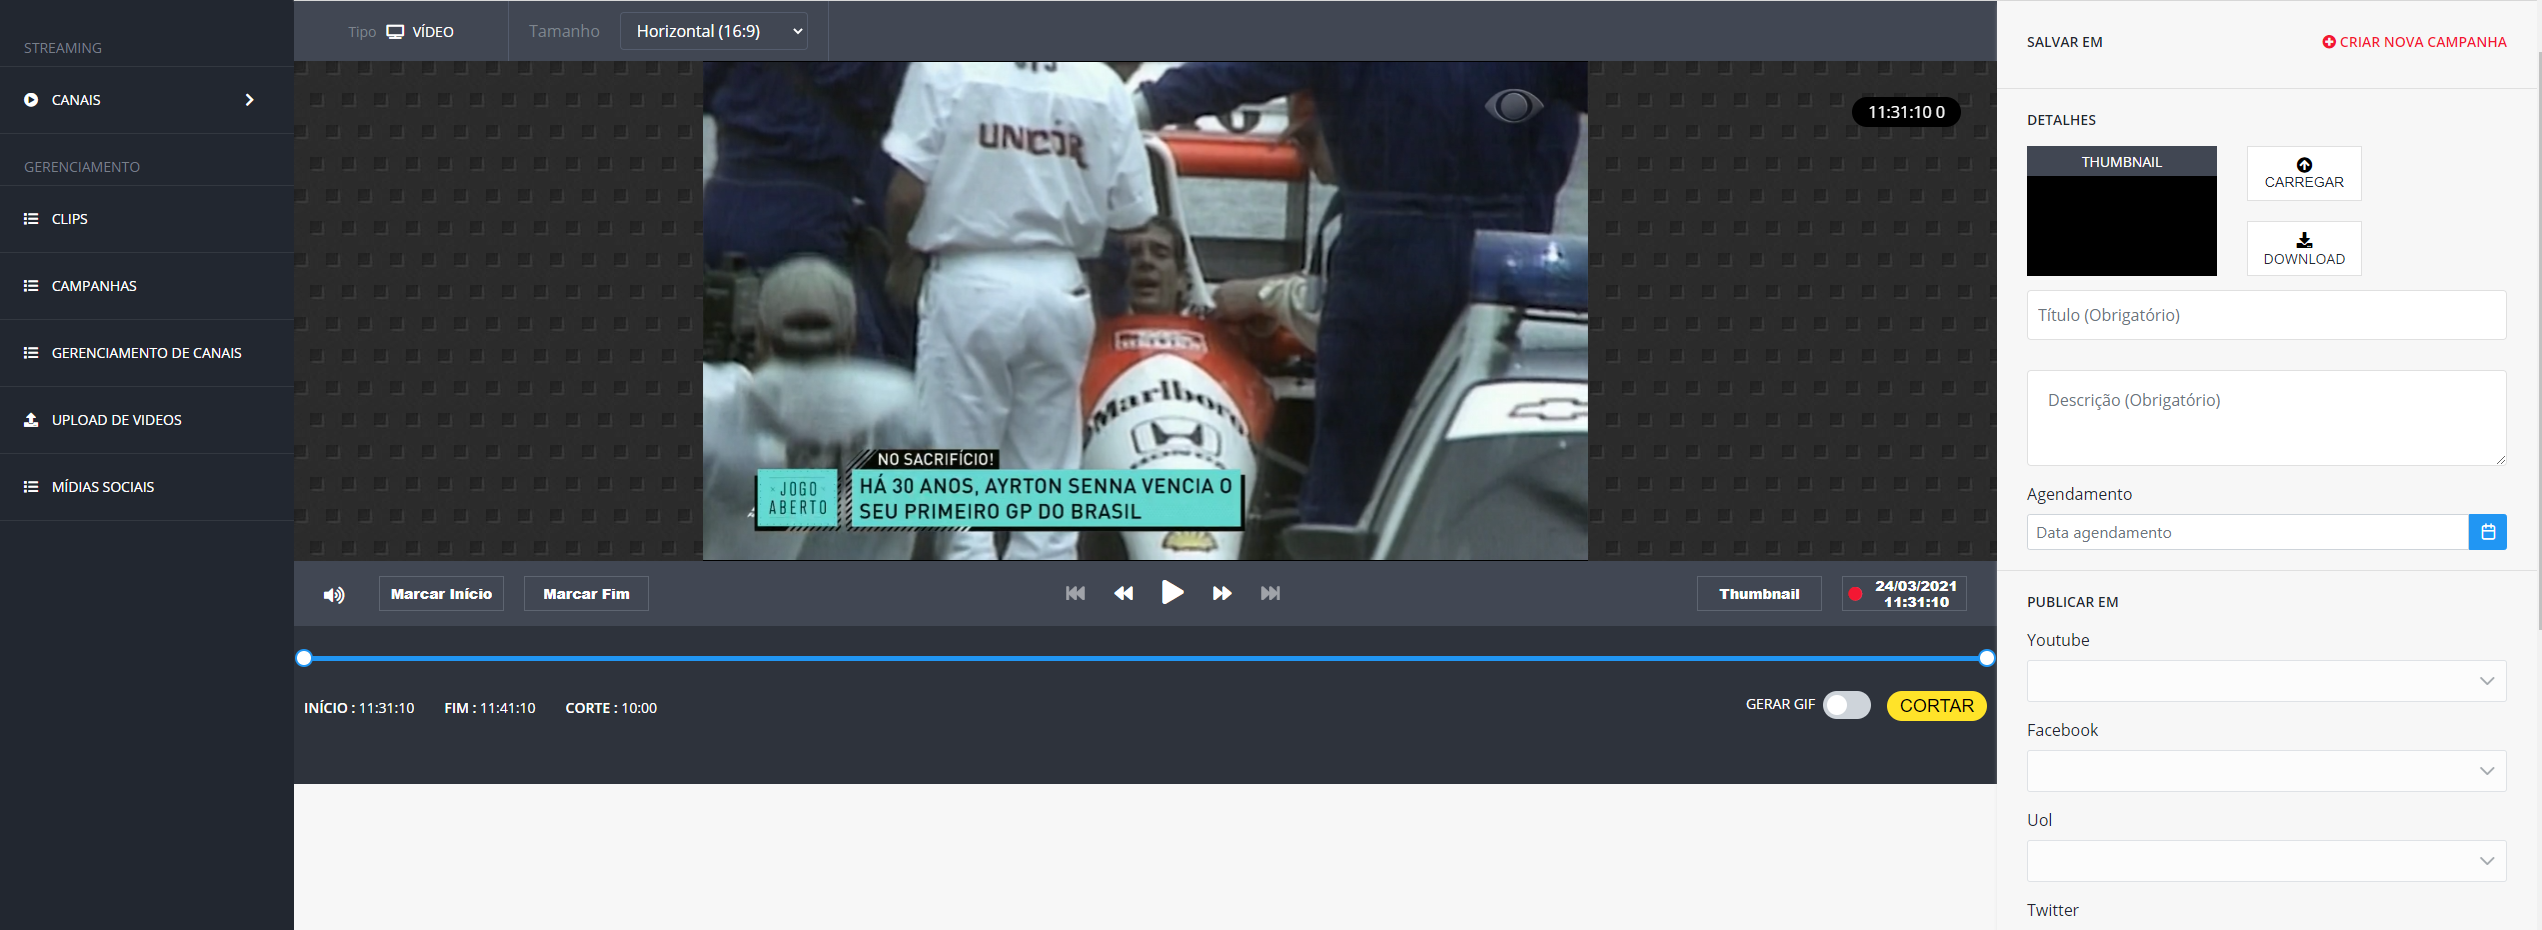 STREAMING
CANAIS
GERENCIAMENTO
CLIPS
CAMPANHAS
GERENCIAMENTO DE CANAIS
UPLOAD DE VIDEOS
MÍDIAS SOCIAIS
Tipo VÍDEO Tamanho Horizontal (16:9)
11:31:10 0
UNICOR
Marlboro
NO SACRIFÍCIO!
JOGO
ABERTO
HÁ 30 ANOS, AYRTON SENNA VENCIA O
SEU PRIMEIRO GP DO BRASIL
Marcar Início Marcar Fim Thumbnail
24/03/2021
11:31:10
INÍCIO : 11:31:10 FIM : 11:41:10 CORTE : 10:00 GERAR GIF CORTAR
SALVAR EM CRIAR NOVA CAMPANHA
DETALHES
THUMBNAIL
CARREGAR
DOWNLOAD
Título (Obrigatório)
Descrição (Obrigatório)
Agendamento
Data agendamento
PUBLICAR EM
Youtube
Facebook
Uol
Twitter